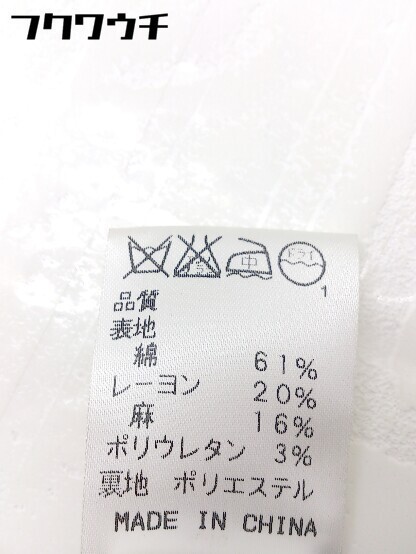 フクワウチ
中 ドライ
1
品質
表地
綿 61%
レーヨン 20%
麻 16%
ポリウレタン 3%
裏地 ポリエステル
MADE IN CHINA